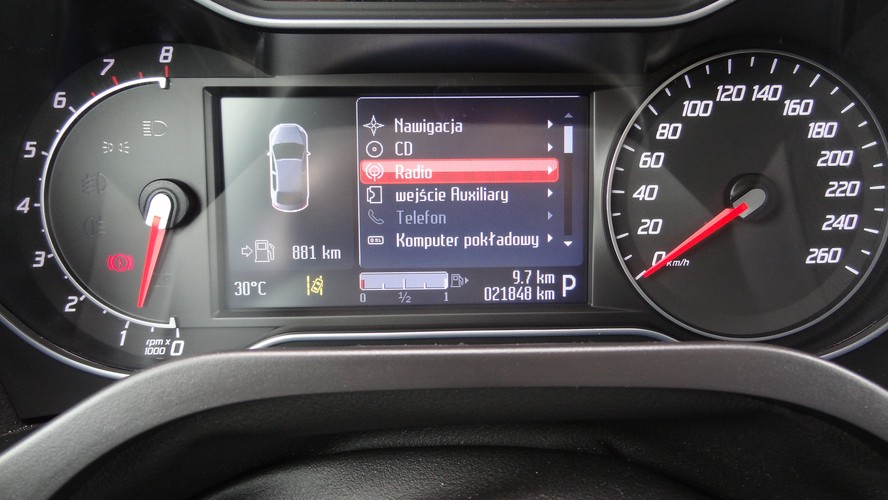 8
7
6
5
4
3
2
1
0
rpm x
1000
Nawigacja
CD
Radio
wejście Auxiliary
Telefon
Komputer pokładowy
881 km
30°C
0 1/2 1
9.7 km
021848 km
P
0
20
40
60
80
100
120
140
160
180
200
220
240
260
km/h